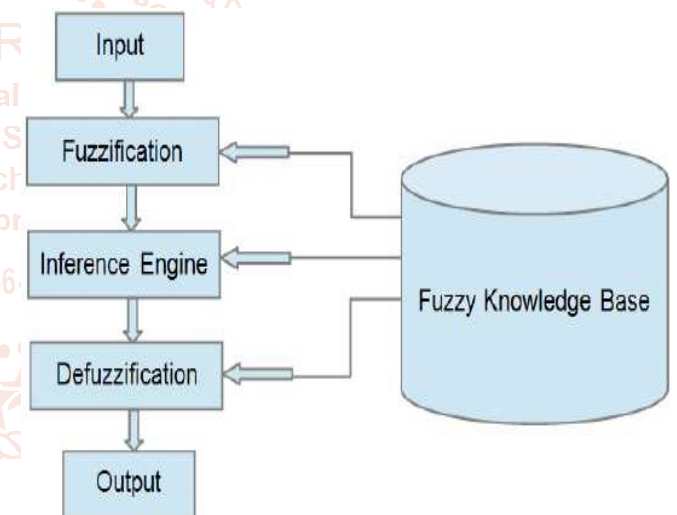 Input
Fuzzification
Inference Engine
Fuzzy Knowledge Base
Defuzzification
Output